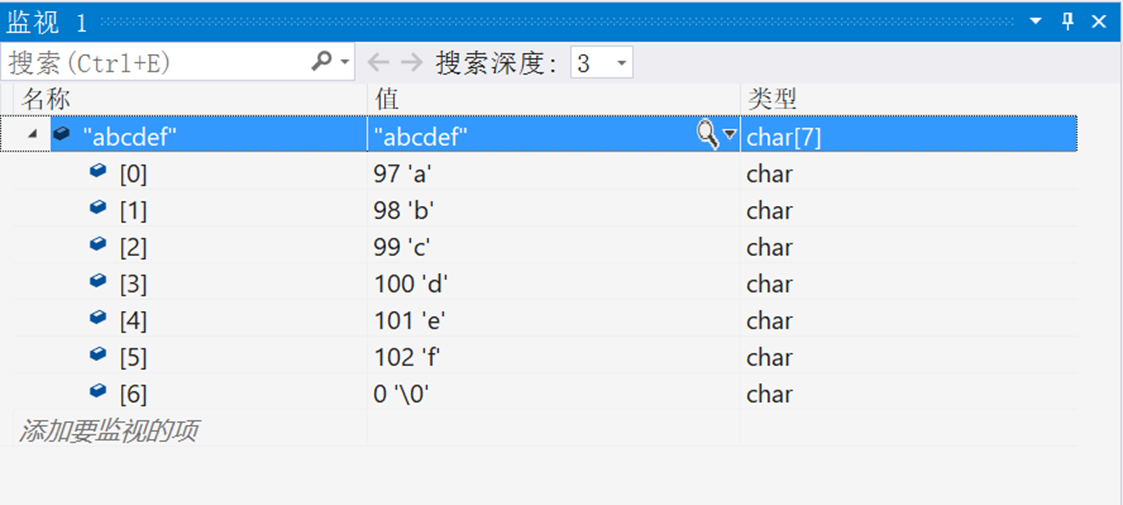 监视 1
搜索(Ctrl+E) 搜索深度: 3
名称 值 类型
"abcdef" "abcdef" char[7]
[0] 97 'a' char
[1] 98 'b' char
[2] 99 'c' char
[3] 100 'd' char
[4] 101 'e' char
[5] 102 'f' char
[6] 0 '\0' char
添加要监视的项